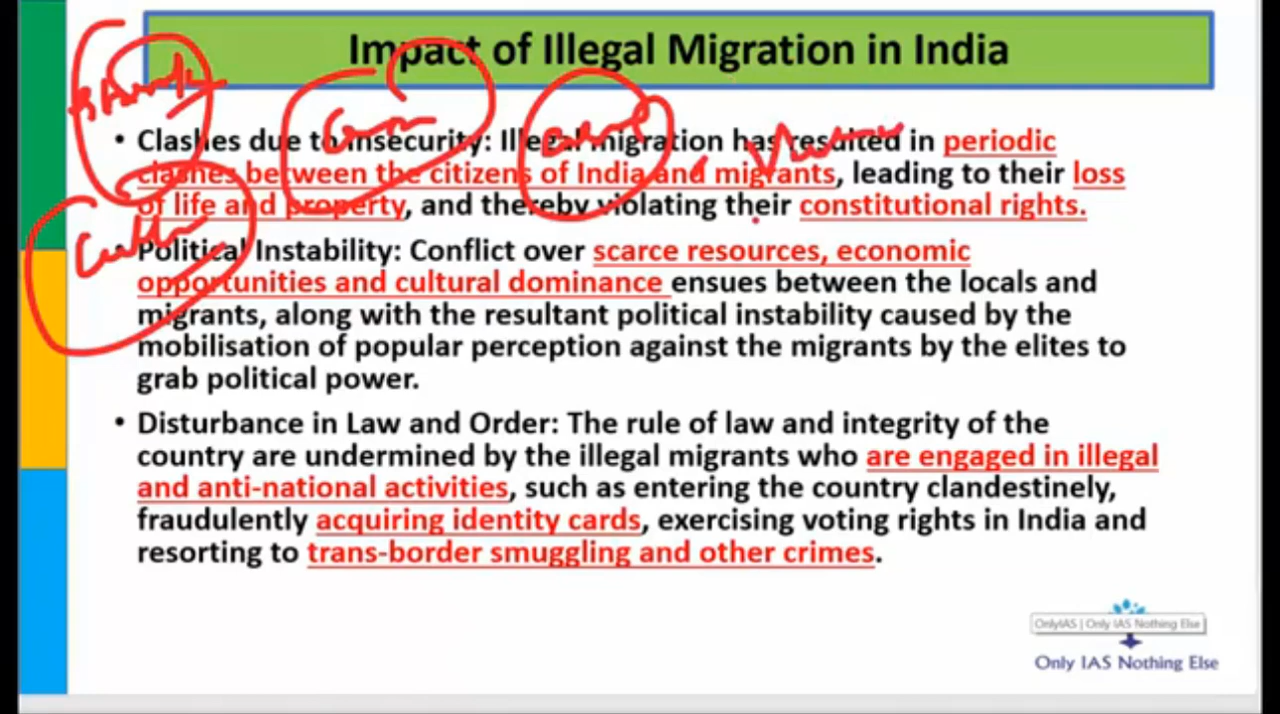 Impact of Illegal Migration in India
• Clashes due to Insecurity: Illegal migration has resulted in periodic
clashes between the citizens of India and migrants, leading to their loss
of life and property, and thereby violating their constitutional rights.
• Political Instability: Conflict over scarce resources, economic
opportunities and cultural dominance ensues between the locals and
migrants, along with the resultant political instability caused by the
mobilisation of popular perception against the migrants by the elites to
grab political power.
• Disturbance in Law and Order: The rule of law and integrity of the
country are undermined by the illegal migrants who are engaged in illegal
and anti-national activities, such as entering the country clandestinely,
fraudulently acquiring identity cards, exercising voting rights in India and
resorting to trans-border smuggling and other crimes.
OnlyIAS | Only IAS Nothing Else
Only IAS Nothing Else